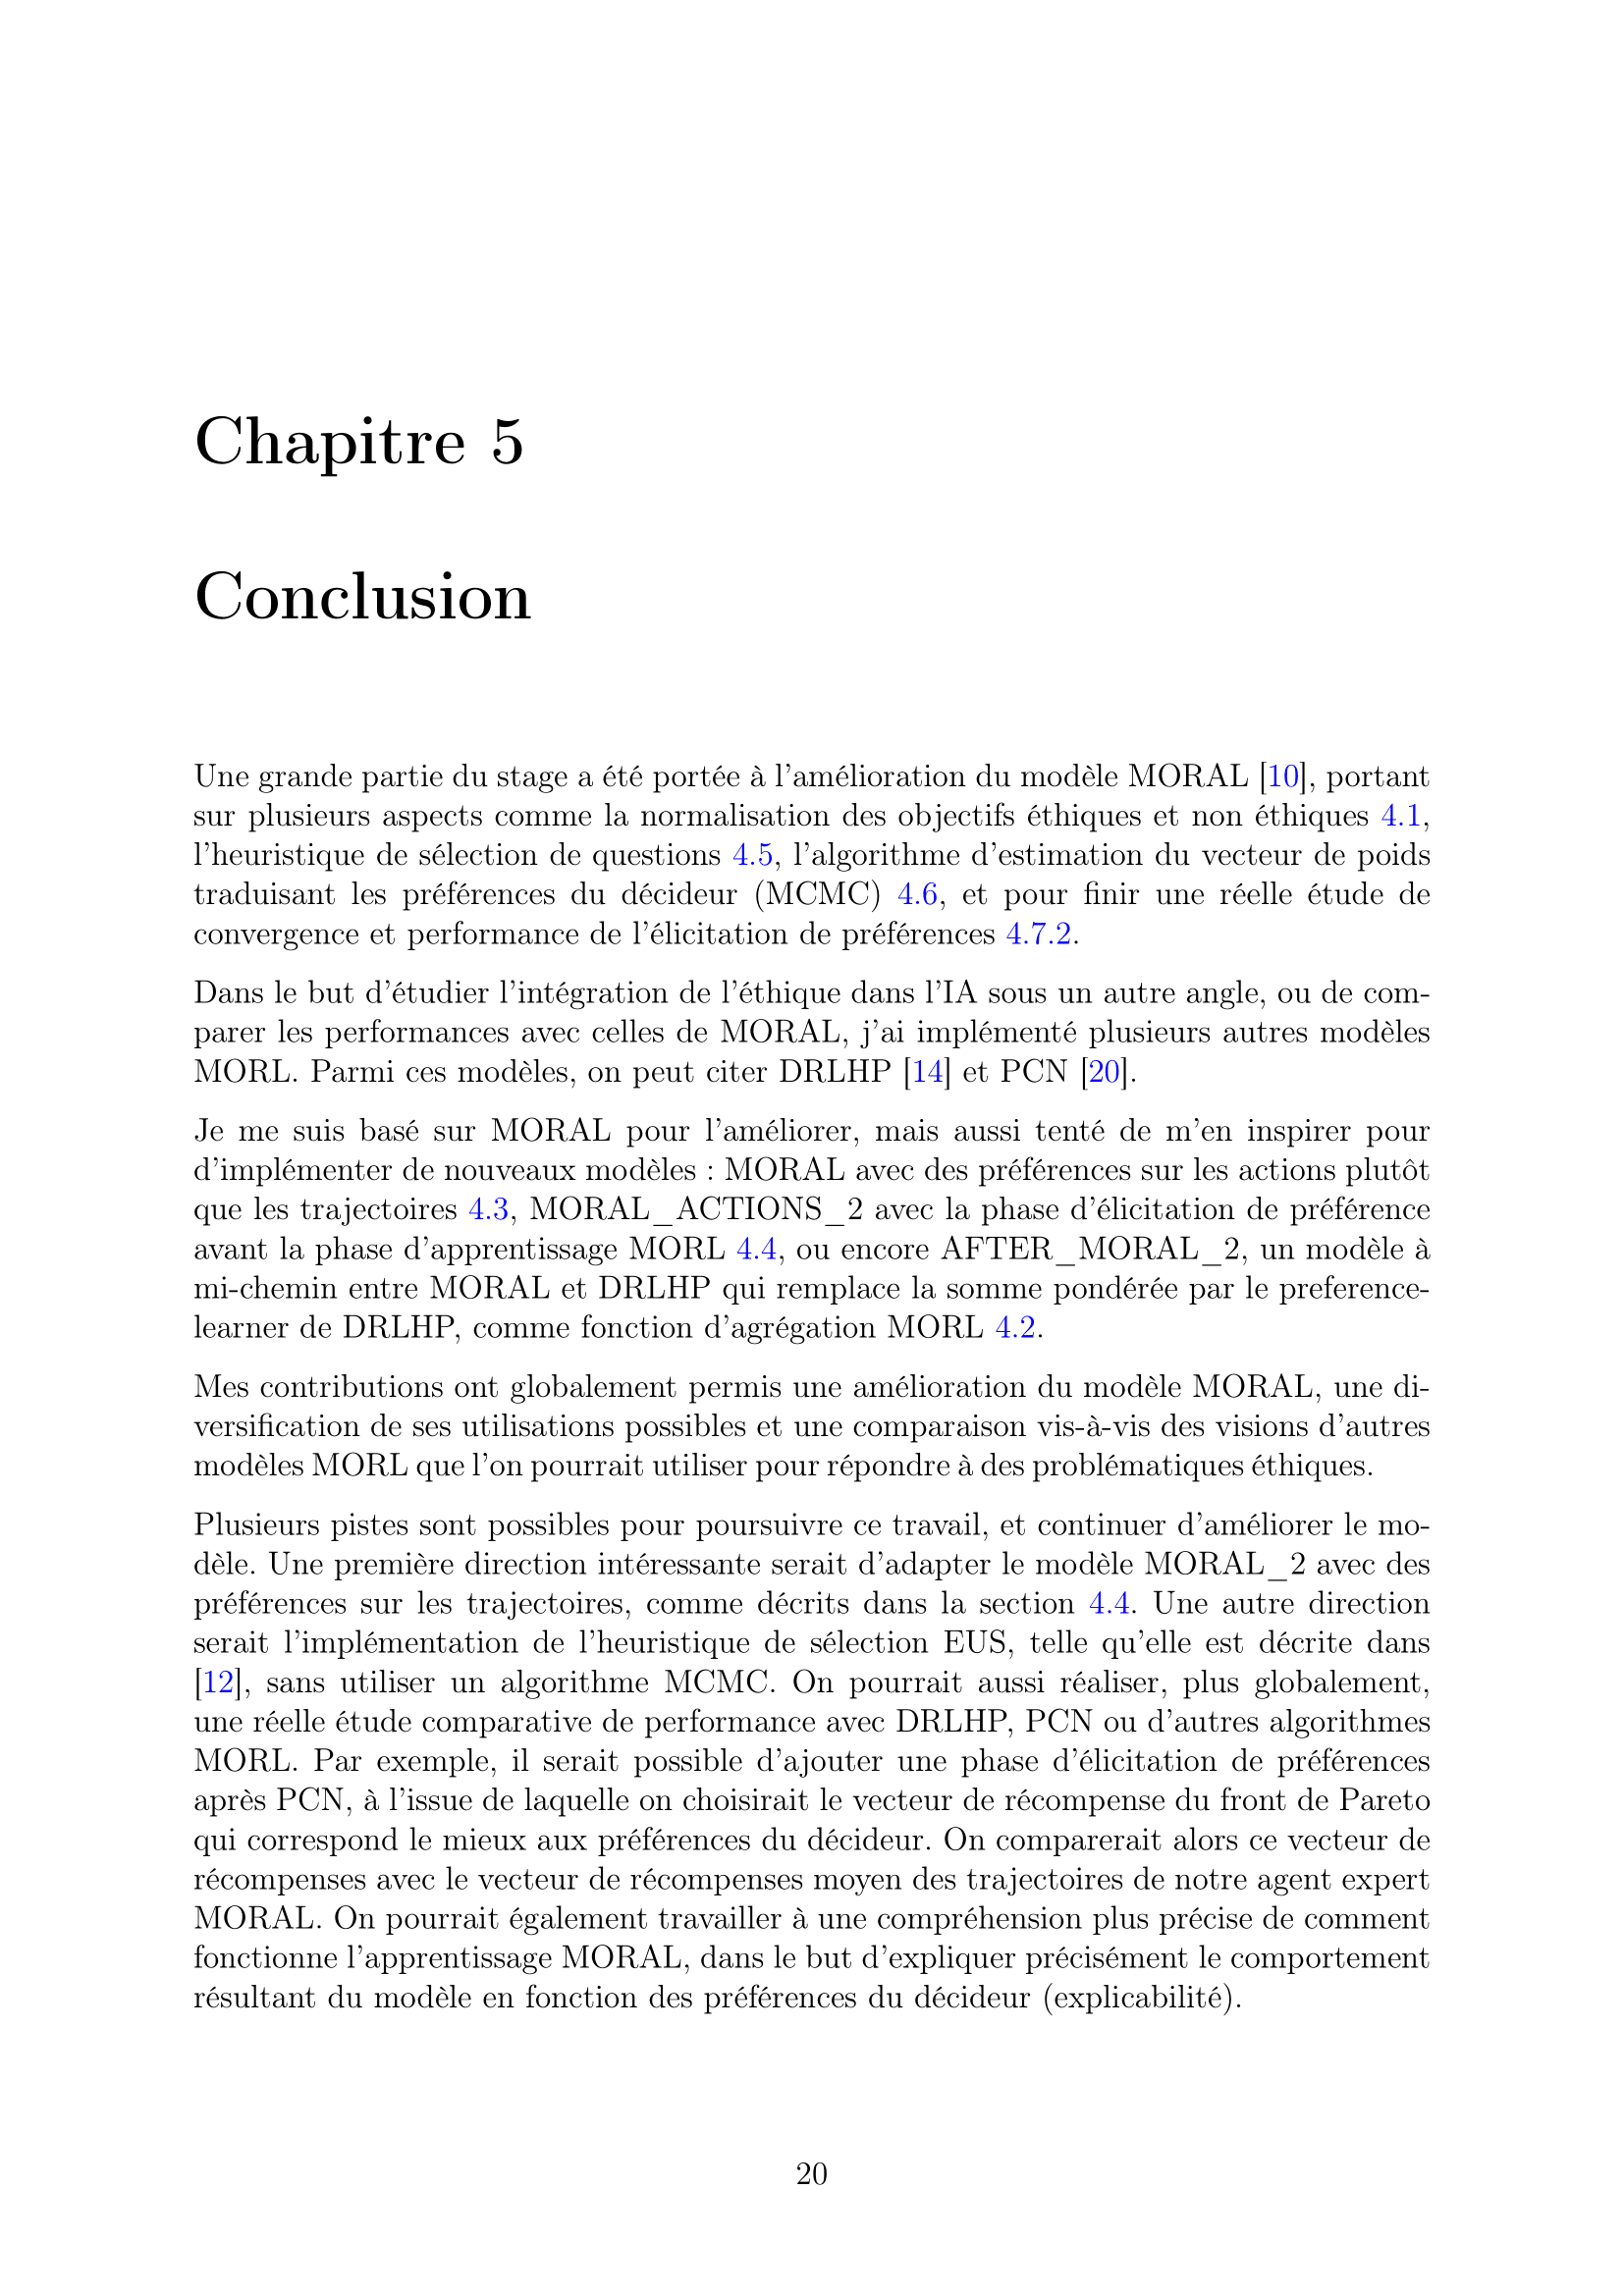 Chapitre 5
Conclusion
Une grande partie du stage a été portée à l’amélioration du modèle MORAL [10], portant
sur plusieurs aspects comme la normalisation des objectifs éthiques et non éthiques 4.1,
l’heuristique de sélection de questions 4.5, l’algorithme d’estimation du vecteur de poids
traduisant les préférences du décideur (MCMC) 4.6, et pour finir une réelle étude de
convergence et performance de l’élicitation de préférences 4.7.2.
Dans le but d’étudier l’intégration de l’éthique dans l’IA sous un autre angle, ou de com-
parer les performances avec celles de MORAL, j’ai implémenté plusieurs autres modèles
MORL. Parmi ces modèles, on peut citer DRLHP [14] et PCN [20].
Je me suis basé sur MORAL pour l’améliorer, mais aussi tenté de m’en inspirer pour
d’implémenter de nouveaux modèles : MORAL avec des préférences sur les actions plutôt
que les trajectoires 4.3, MORAL_ACTIONS_2 avec la phase d’élicitation de préférence
avant la phase d’apprentissage MORL 4.4, ou encore AFTER_MORAL_2, un modèle à
mi-chemin entre MORAL et DRLHP qui remplace la somme pondérée par le preference-
learner de DRLHP, comme fonction d’agrégation MORL 4.2.
Mes contributions ont globalement permis une amélioration du modèle MORAL, une di-
versification de ses utilisations possibles et une comparaison vis-à-vis des visions d’autres
modèles MORL que l’on pourrait utiliser pour répondre à des problématiques éthiques.
Plusieurs pistes sont possibles pour poursuivre ce travail, et continuer d’améliorer le mo-
dèle. Une première direction intéressante serait d’adapter le modèle MORAL_2 avec des
préférences sur les trajectoires, comme décrits dans la section 4.4. Une autre direction
serait l’implémentation de l’heuristique de sélection EUS, telle qu’elle est décrite dans
[12], sans utiliser un algorithme MCMC. On pourrait aussi réaliser, plus globalement,
une réelle étude comparative de performance avec DRLHP, PCN ou d’autres algorithmes
MORL. Par exemple, il serait possible d’ajouter une phase d’élicitation de préférences
après PCN, à l’issue de laquelle on choisirait le vecteur de récompense du front de Pareto
qui correspond le mieux aux préférences du décideur. On comparerait alors ce vecteur de
récompenses avec le vecteur de récompenses moyen des trajectoires de notre agent expert
MORAL. On pourrait également travailler à une compréhension plus précise de comment
fonctionne l’apprentissage MORAL, dans le but d’expliquer précisément le comportement
résultant du modèle en fonction des préférences du décideur (explicabilité).
20